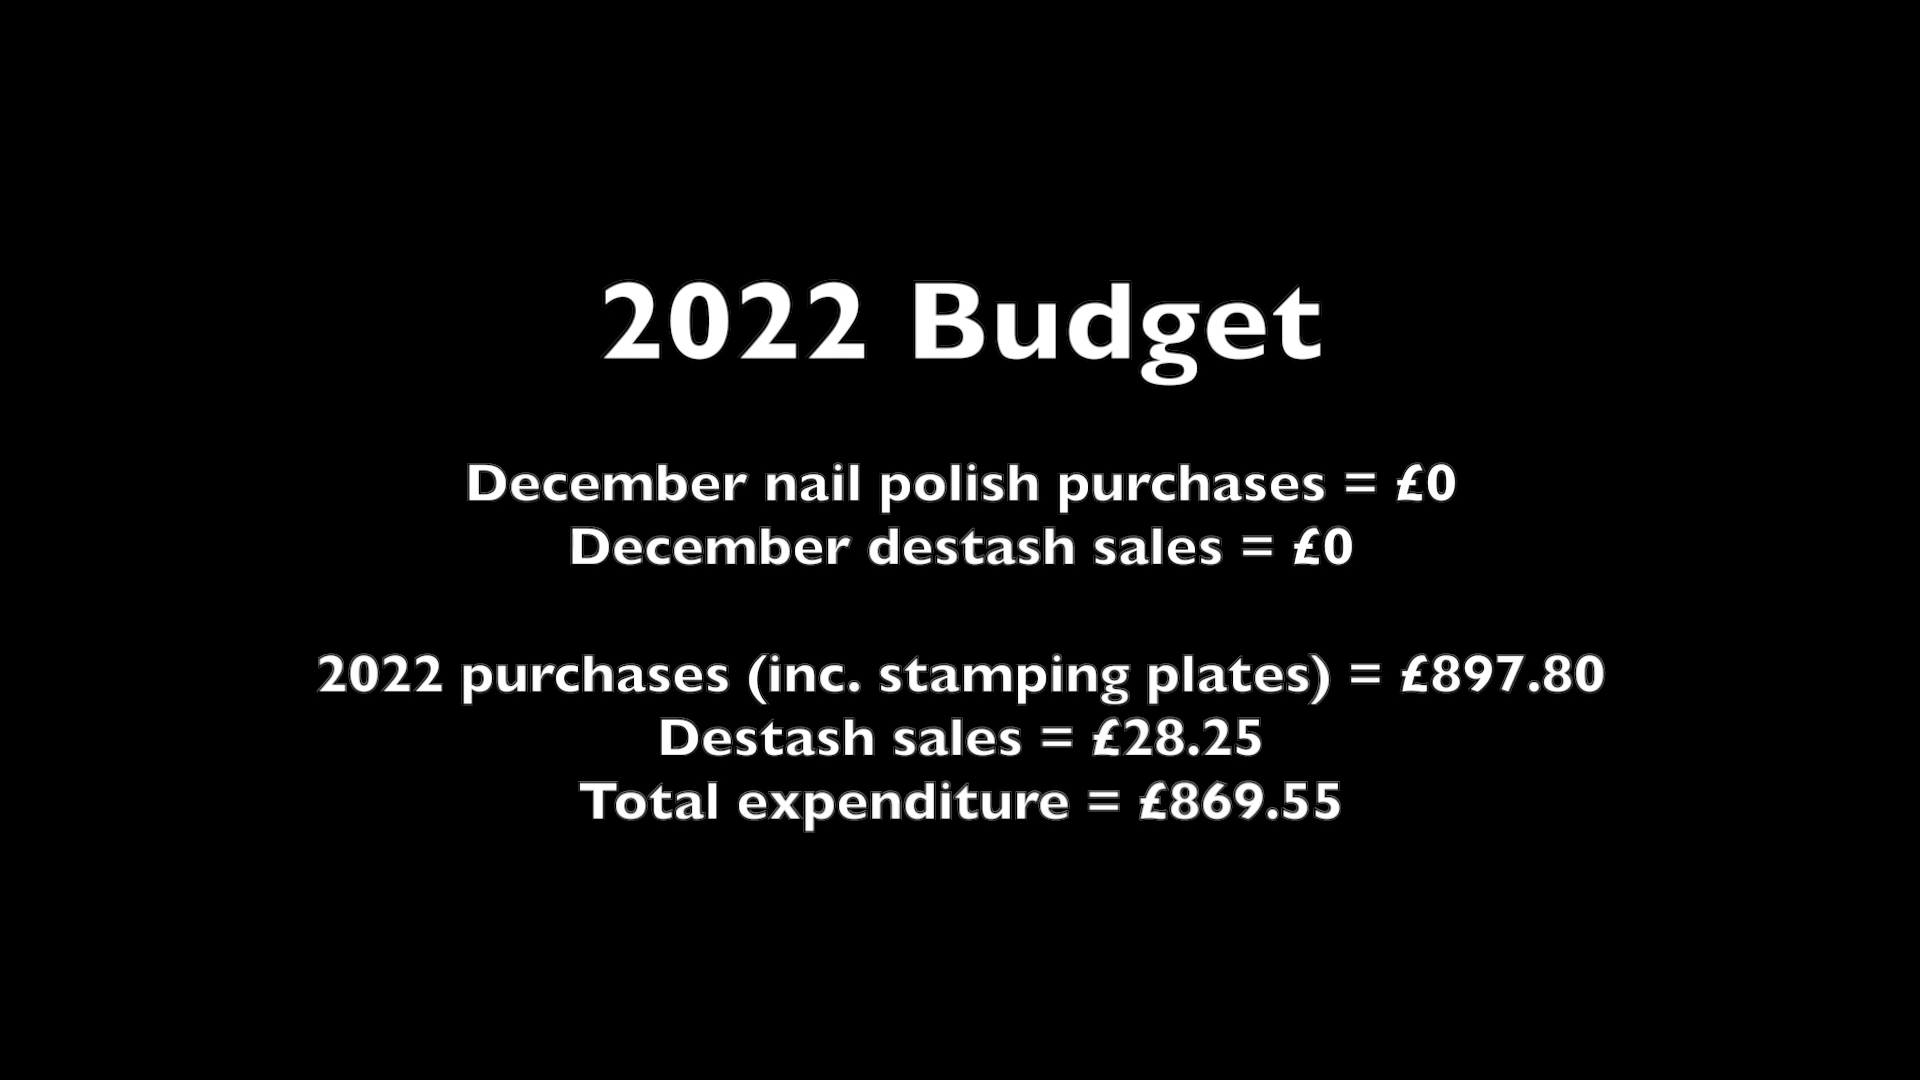 2022 Budget
December nail polish purchases = £0
December destash sales = £0
2022 purchases (inc. stamping plates) = £897.80
Destash sales = £28.25
Total expenditure = £869.55